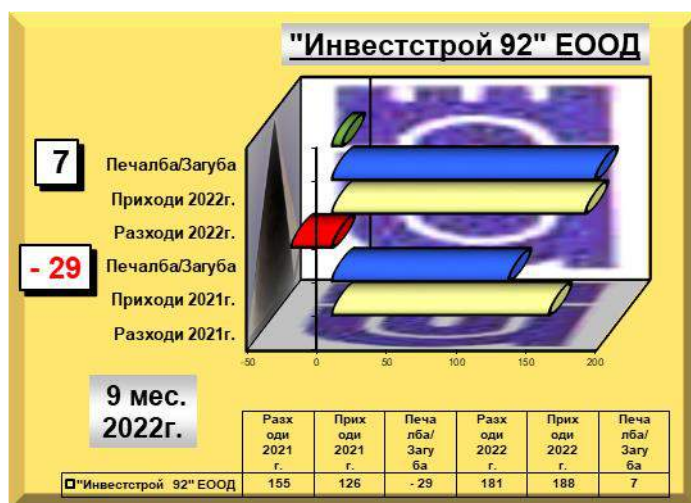 "Инвестстрой 92" ЕООД
7
Печалба/Загуба
Приходи 2022г.
Разходи 2022г.
- 29
Печалба/Загуба
Приходи 2021г.
Разходи 2021г.
-50 0 50 100 150 200
9 мес.
2022г.
Разх Прих Печа Разх Прих Печа
оди оди лба/ оди оди лба/
2021 2021 Загу 2022 2022 Загу
г. г. ба г. г. ба
"Инвестстрой 92" ЕООД 155 126 - 29 181 188 7